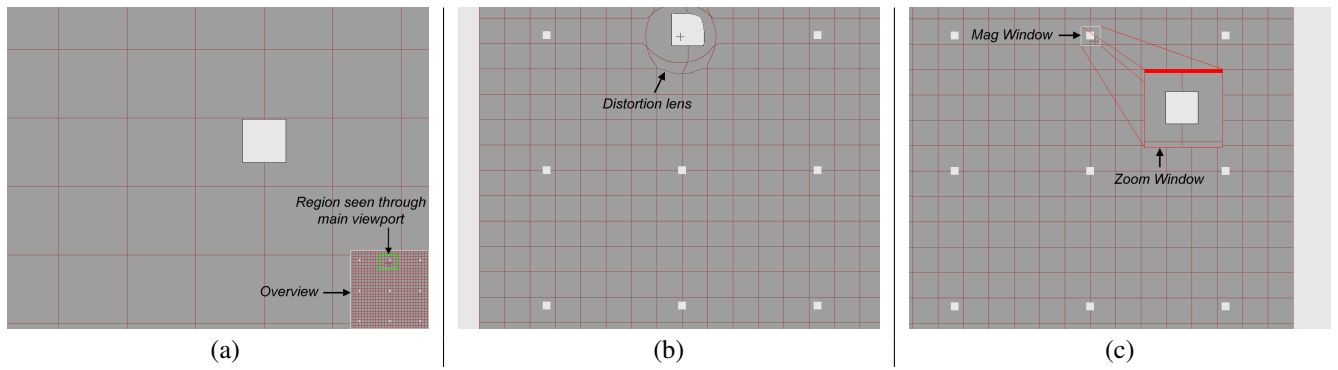 Region seen through
main viewport
Overview
(a)
Distortion lens
(b)
Mag Window
Zoom Window
(c)